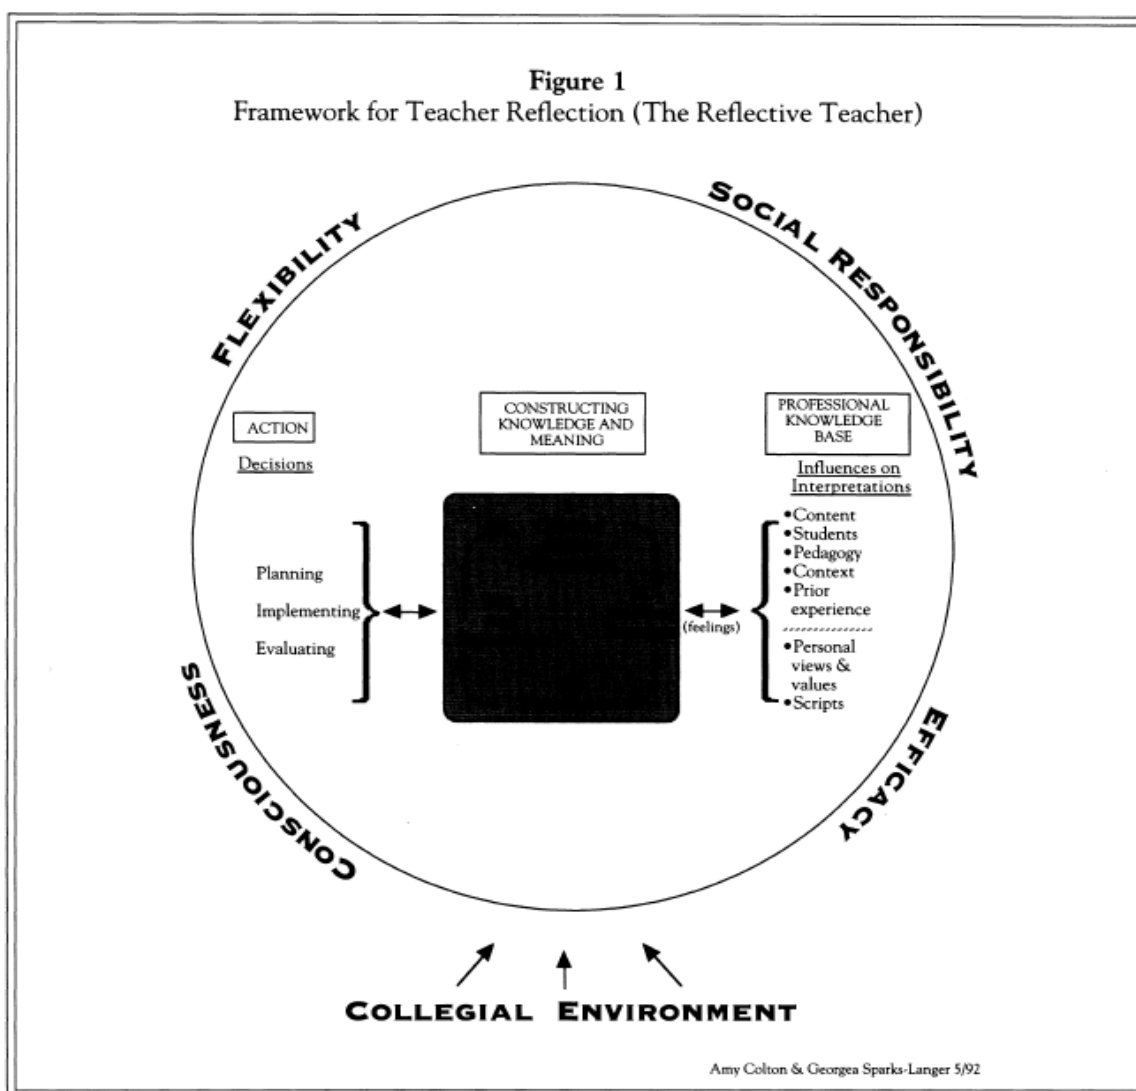 Figure 1
Framework for Teacher Reflection (The Reflective Teacher)
FLEXIBILITY
SOCIAL RESPONSIBILITY
ACTION
Decisions
Planning
Implementing
Evaluating
CONSTRUCTING
KNOWLEDGE AND
MEANING
(feelings)
PROFESSIONAL
KNOWLEDGE
BASE
Influences on
Interpretations
•Content
•Students
•Pedagogy
•Context
•Prior
experience
•Personal
views &
values
•Scripts
CONSCIOUSNESS
EFFICACY
COLLEGIAL ENVIRONMENT
Amy Colton & Georgea Sparks-Langer 5/92